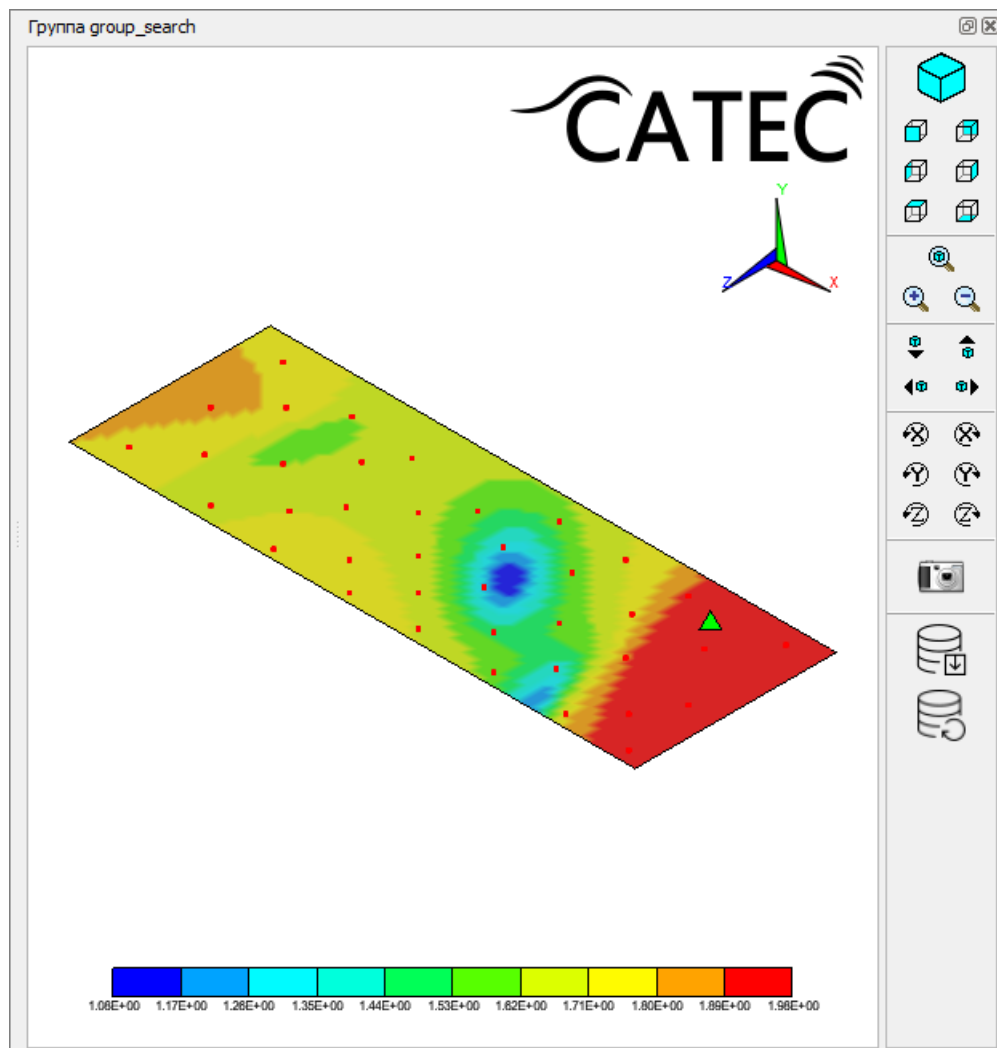 Группа group_search
CATEC
Y
Z
X
X X
Y Y
Z Z
1.08E+00 1.17E+00 1.26E+00 1.35E+00 1.44E+00 1.53E+00 1.62E+00 1.71E+00 1.80E+00 1.89E+00 1.98E+00